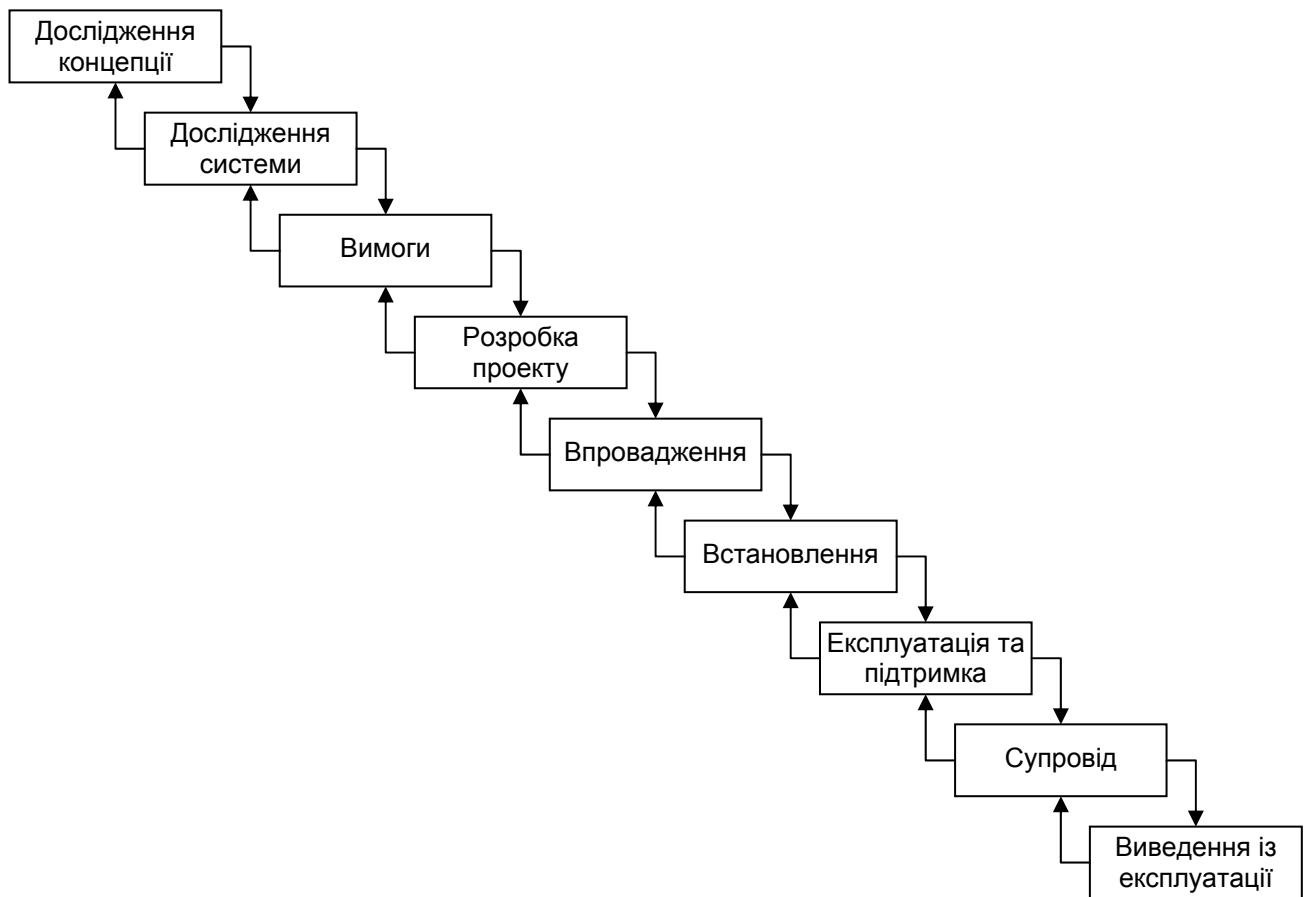 Дослідження
концепції
Дослідження
системи
Вимоги
Розробка
проекту
Впровадження
Встановлення
Експлуатація та
підтримка
Супровід
Виведення із
експлуатації